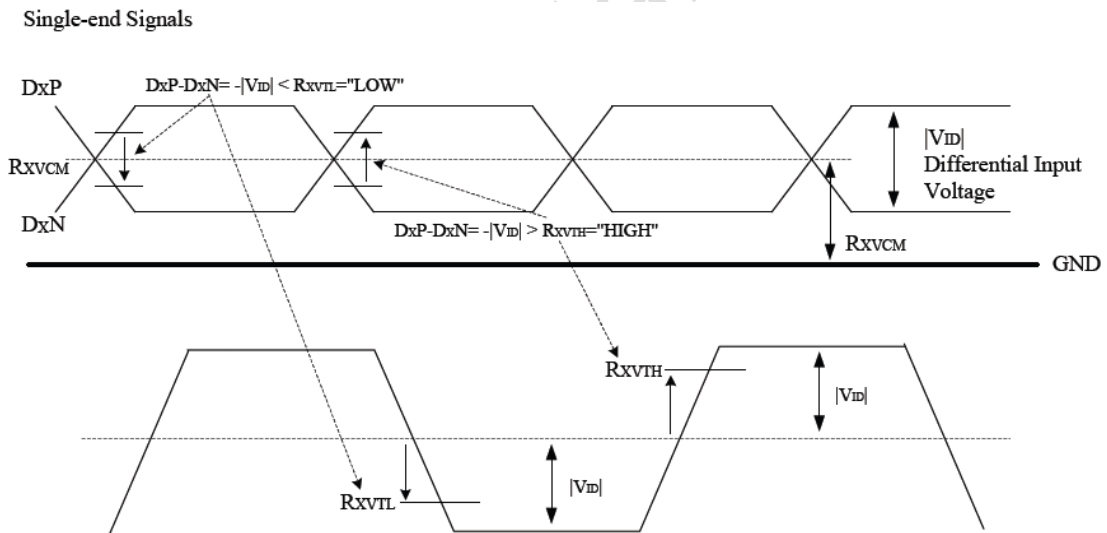 Single-end Signals
DxP
DxP-DxN= -|VID| < RXVTL="LOW"
RXVCM
|VID|
Differential Input
Voltage
DxN
DxP-DxN= -|VID| > RXVTH="HIGH"
RXVCM
GND
RXVTH
|VID|
RXVTL
|VID|